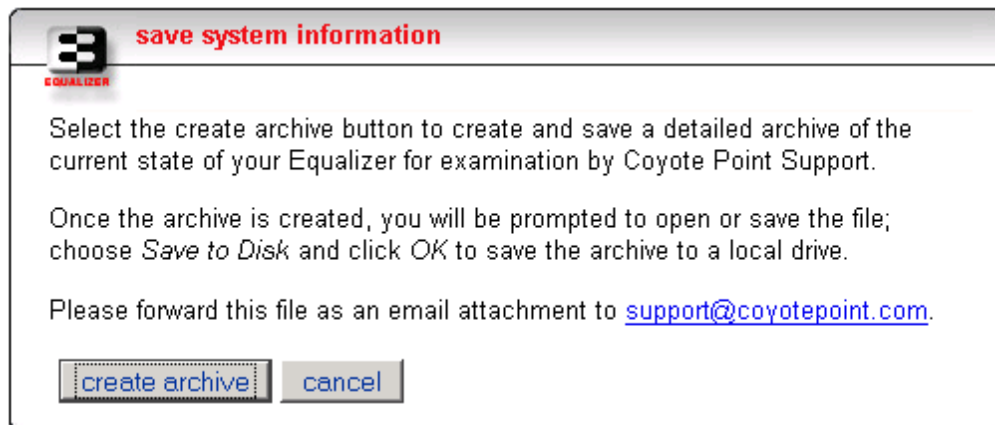 save system information
EQUALIZER
Select the create archive button to create and save a detailed archive of the
current state of your Equalizer for examination by Coyote Point Support.
Once the archive is created, you will be prompted to open or save the file;
choose Save to Disk and click OK to save the archive to a local drive.
Please forward this file as an email attachment to support@coyotepoint.com.
create archive cancel